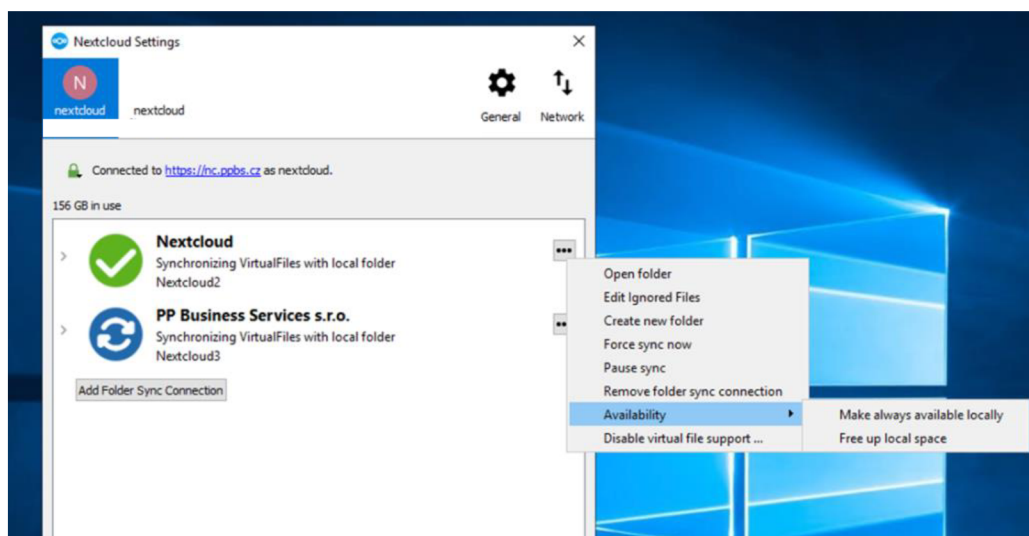 Nextcloud Settings
N
nextcloud
nextcloud
General
Network
Connected to https://nc.ppbs.cz as nextcloud.
156 GB in use
Nextcloud
Synchronizing VirtualFiles with local folder
Nextcloud2
PP Business Services s.r.o.
Synchronizing VirtualFiles with local folder
Nextcloud3
Add Folder Sync Connection
Open folder
Edit Ignored Files
Create new folder
Force sync now
Pause sync
Remove folder sync connection
Availability
Disable virtual file support ...
Make always available locally
Free up local space